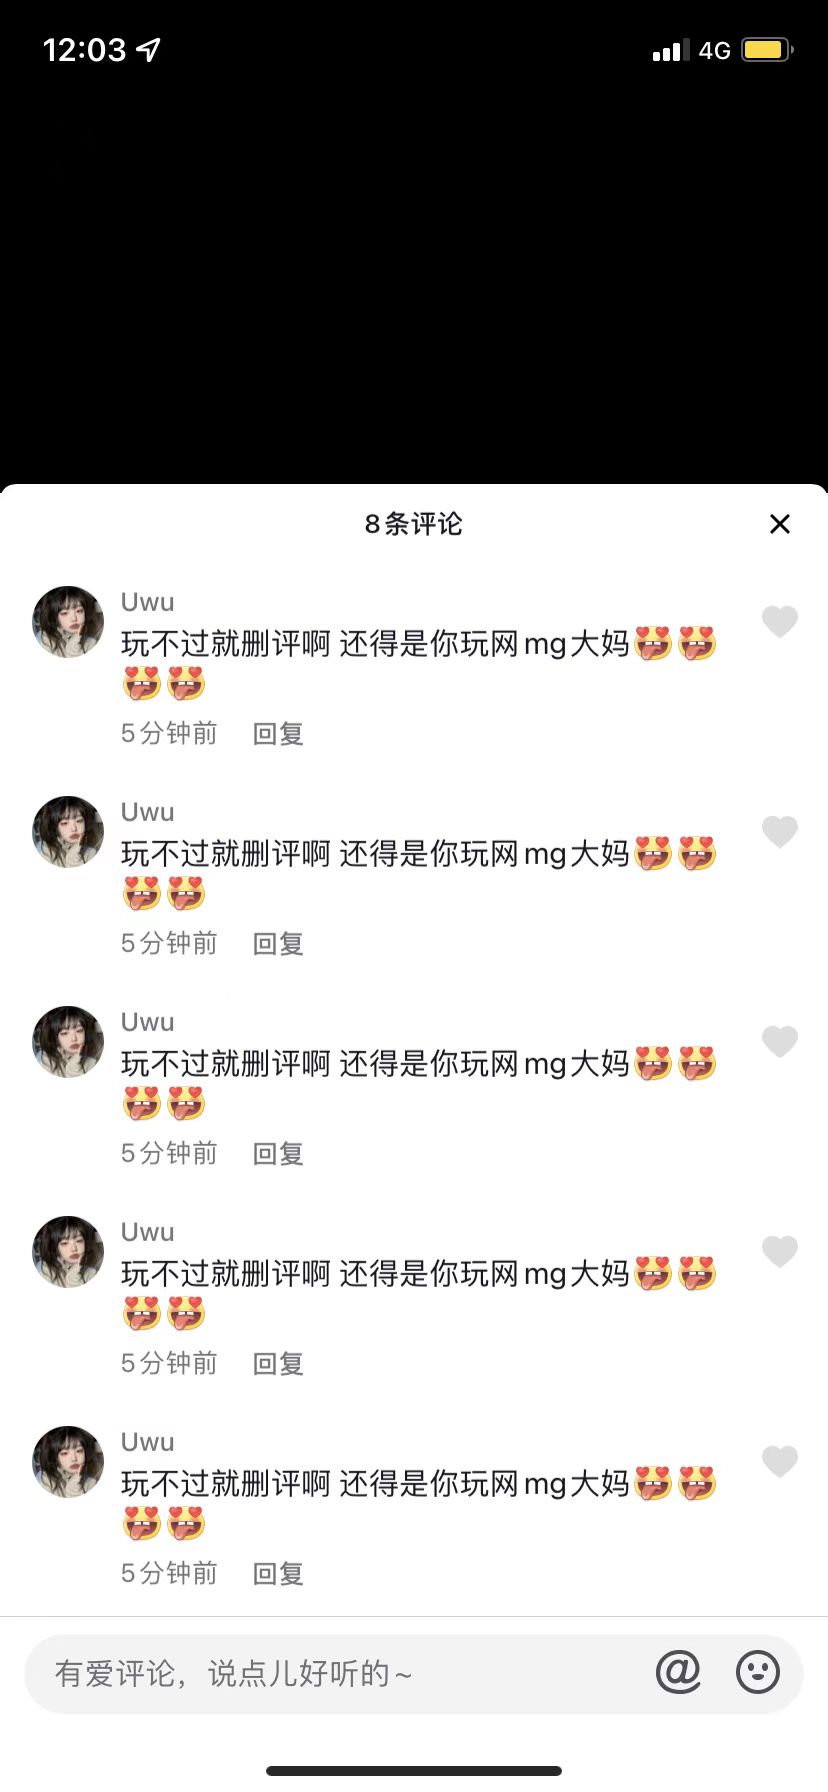 12:03 4G
8条评论
Uwu
玩不过就删评啊 还得是你玩网mg大妈😍😍
😍😍
5分钟前 回复
Uwu
玩不过就删评啊 还得是你玩网mg大妈😍😍
😍😍
5分钟前 回复
Uwu
玩不过就删评啊 还得是你玩网mg大妈😍😍
😍😍
5分钟前 回复
Uwu
玩不过就删评啊 还得是你玩网mg大妈😍😍
😍😍
5分钟前 回复
Uwu
玩不过就删评啊 还得是你玩网mg大妈😍😍
😍😍
5分钟前 回复
有爱评论，说点儿好听的~ @